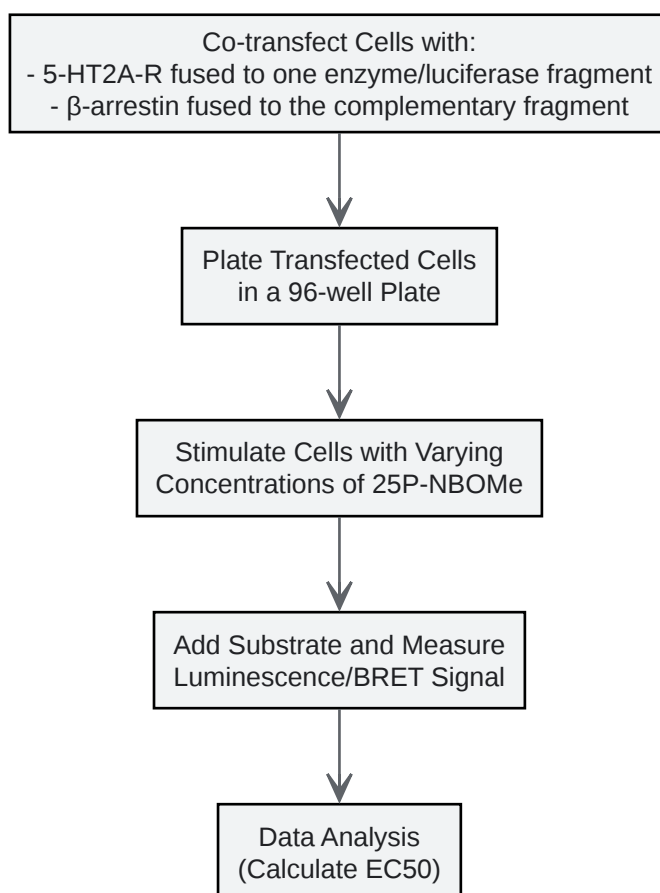 Co-transfect Cells with:
- 5-HT2A-R fused to one enzyme/luciferase fragment
- β-arrestin fused to the complementary fragment
Plate Transfected Cells
in a 96-well Plate
Stimulate Cells with Varying
Concentrations of 25P-NBOMe
Add Substrate and Measure
Luminescence/BRET Signal
Data Analysis
(Calculate EC50)